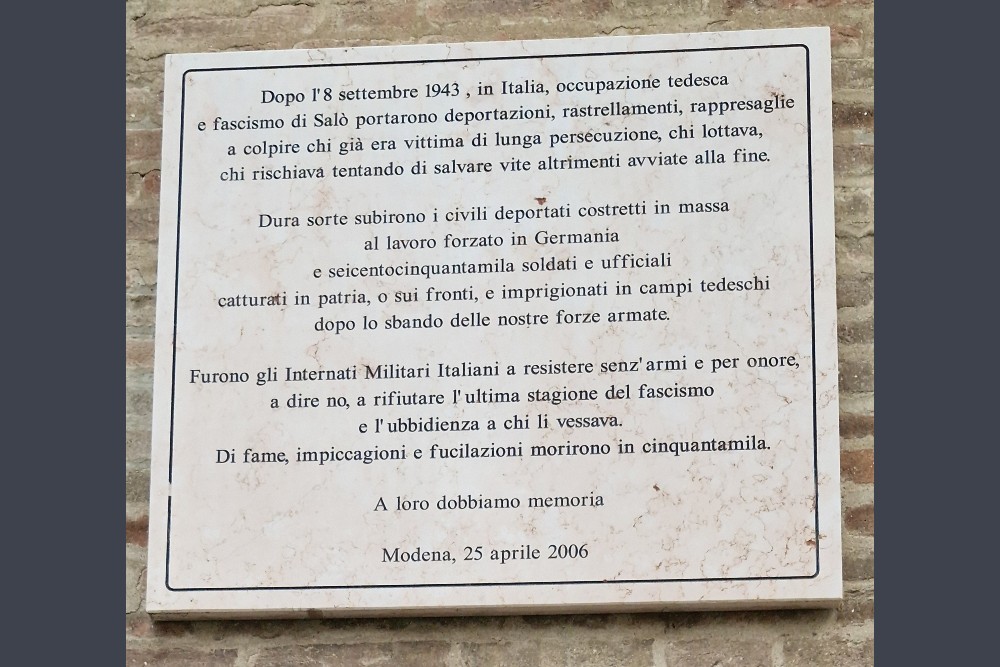 Dopo l'8 settembre 1943 , in Italia, occupazione tedesca
e fascismo di Salò portarono deportazioni, rastrellamenti, rappresaglie
a colpire chi già era vittima di lunga persecuzione, chi lottava,
chi rischiava tentando di salvare vite altrimenti avviate alla fine.
Dura sorte subirono i civili deportati costretti in massa
al lavoro forzato in Germania
e seicentocinquantamila soldati e ufficiali
catturati in patria, o sui fronti, e imprigionati in campi tedeschi
dopo lo sbando delle nostre forze armate.
Furono gli Internati Militari Italiani a resistere senz'armi e per onore,
a dire no, a rifiutare l'ultima stagione del fascismo
e l'ubbidienza a chi li vessava.
Di fame, impiccagioni e fucilazioni morirono in cinquantamila.
A loro dobbiamo memoria
Modena, 25 aprile 2006